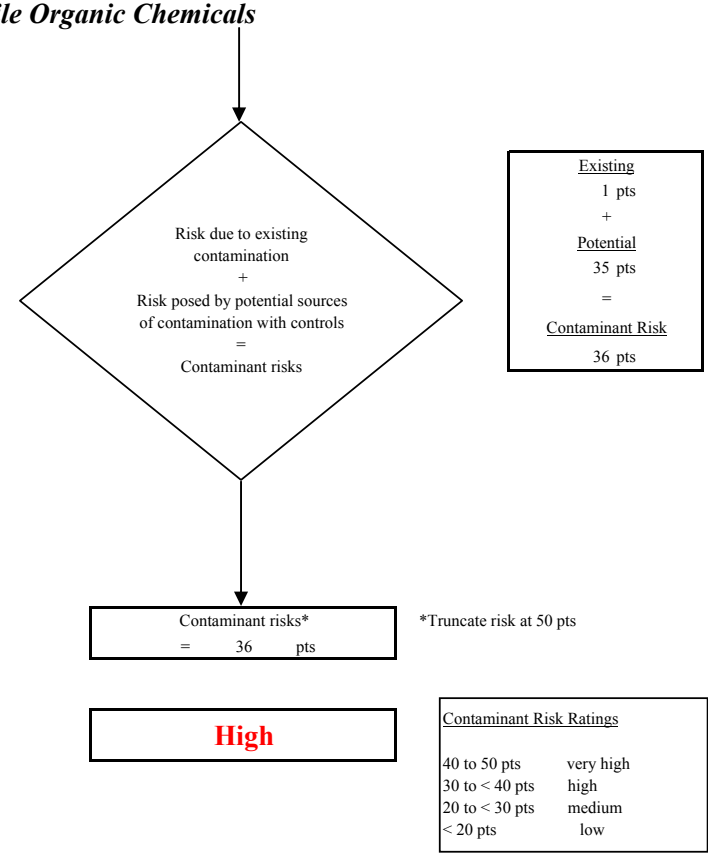 ile Organic Chemicals
Risk due to existing
contamination
+
Risk posed by potential sources
of contamination with controls
=
Contaminant risks
Existing
1 pts
+
Potential
35 pts
=
Contaminant Risk
36 pts
Contaminant risks*
= 36 pts
*Truncate risk at 50 pts
High
Contaminant Risk Ratings
40 to 50 pts very high
30 to < 40 pts high
20 to < 30 pts medium
< 20 pts low